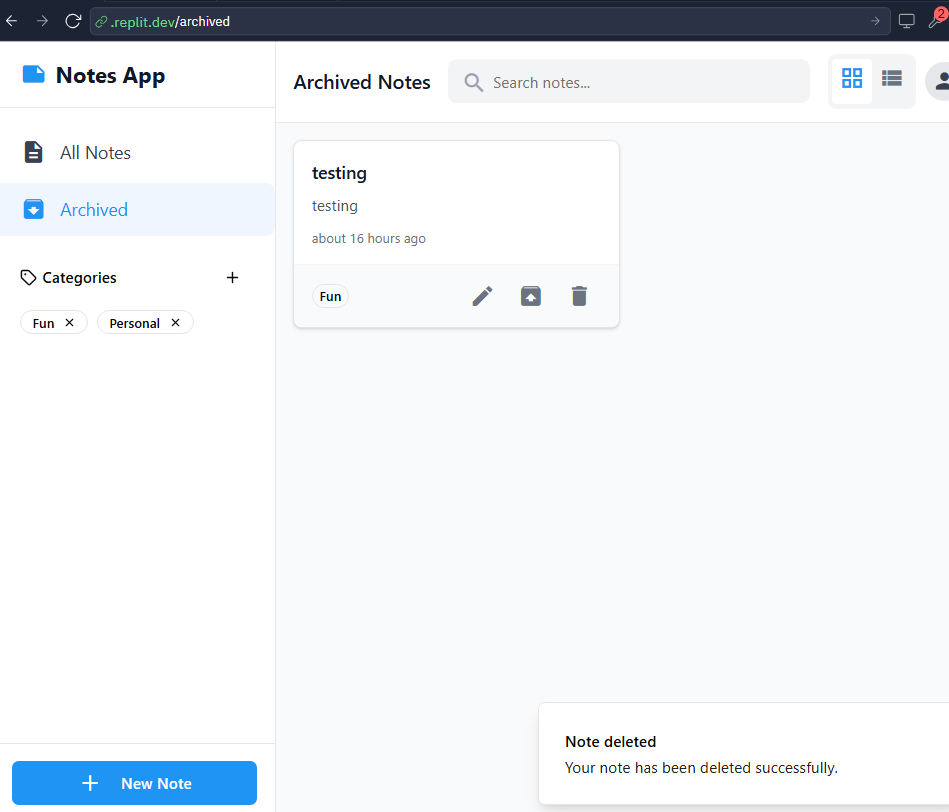 .replit.dev/archived
2
Notes App
Archived Notes
Search notes...
All Notes
Archived
Categories
Fun
Personal
testing
testing
about 16 hours ago
Fun
New Note
Note deleted
Your note has been deleted successfully.